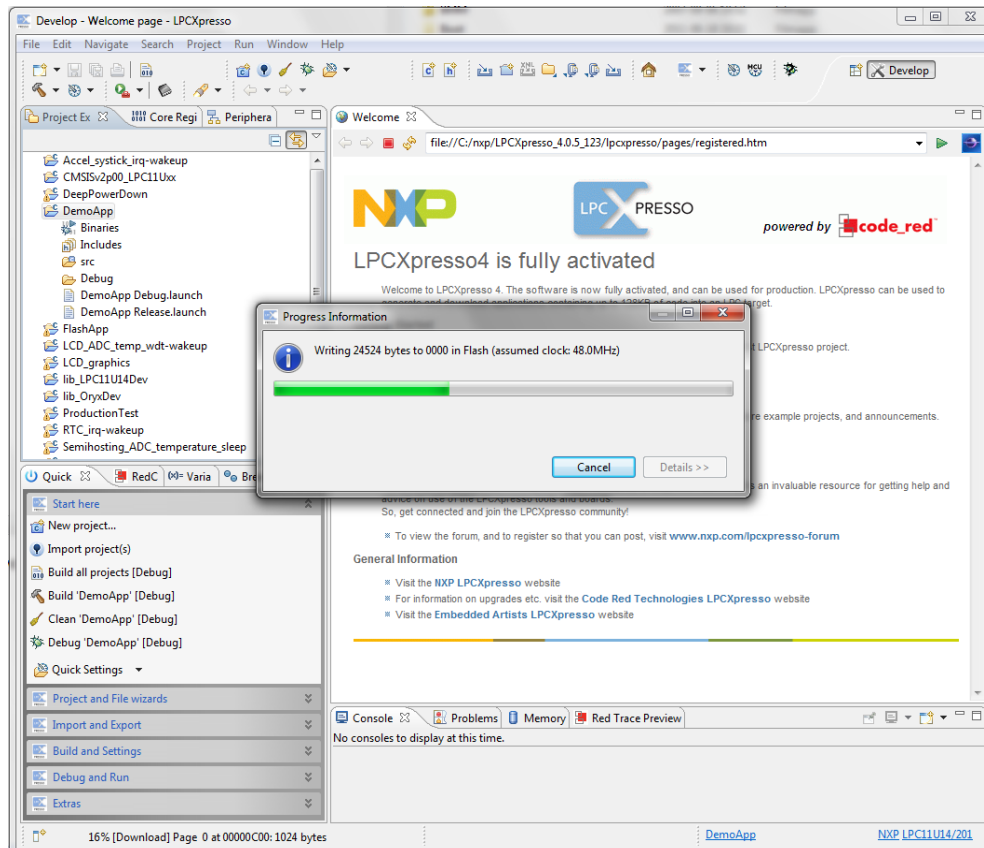 Develop - Welcome page - LPCXpresso
File Edit Navigate Search Project Run Window Help
Develop
Project Ex
Core Regi
Periphera
Welcome
file://C:/nxp/LPCXpresso_4.0.5_123/lpcxpresso/pages/registered.htm
Accel_systick_irq-wakeup
CMSISv2p00_LPC11Uxx
DeepPowerDown
DemoApp
Binaries
Includes
src
Debug
DemoApp Debug.launch
DemoApp Release.launch
FlashApp
LCD_ADC_temp_wdt-wakeup
LCD_graphics
lib_LPC11U14Dev
lib_OryxDev
ProductionTest
RTC_irq-wakeup
Semihosting_ADC_temperature_sleep
NXP
LPC XPRESSO
powered by code_red
LPCXpresso4 is fully activated
Welcome to LPCXpresso 4. The software is now fully activated, and can be used for production. LPCXpresso can be used to
target.
t LPCXpresso project.
re example projects, and announcements.
s an invaluable resource for getting help and
advice on use of the LPCXpresso tools and boards.
So, get connected and join the LPCXpresso community!
To view the forum, and to register so that you can post, visit www.nxp.com/lpcxpresso-forum
General Information
Visit the NXP LPCXpresso website
For information on upgrades etc. visit the Code Red Technologies LPCXpresso website
Visit the Embedded Artists LPCXpresso website
Progress Information
Writing 24524 bytes to 0000 in Flash (assumed clock: 48.0MHz)
Cancel
Details >>
Quick
RedC
(x)= Varia
Bre
Start here
New project...
Import project(s)
Build all projects [Debug]
Build 'DemoApp' [Debug]
Clean 'DemoApp' [Debug]
Debug 'DemoApp' [Debug]
Quick Settings
Project and File wizards
Import and Export
Build and Settings
Debug and Run
Extras
Console
Problems
Memory
Red Trace Preview
No consoles to display at this time.
16% [Download] Page 0 at 00000C00: 1024 bytes
DemoApp
NXP LPC11U14/201